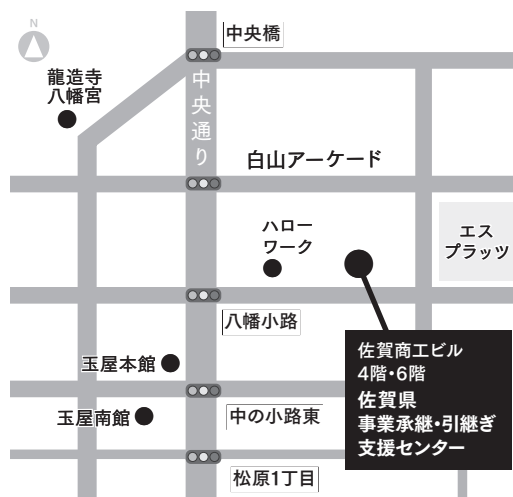 N
中央橋
龍造寺
八幡宮
中央通り
白山アーケード
ハロー
ワーク
エス
プラッツ
八幡小路
佐賀商工ビル
4階・6階
佐賀県
事業承継・引継ぎ
支援センター
玉屋本館
玉屋南館
中の小路東
松原1丁目